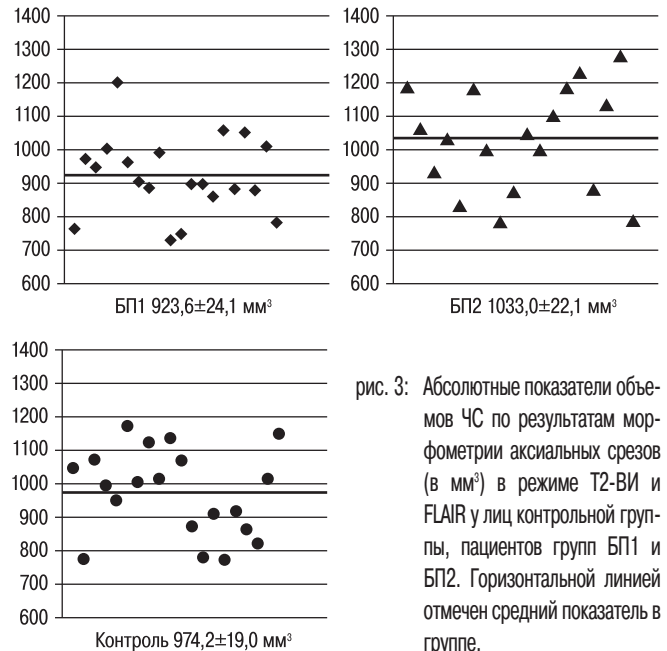 1400
1300
1200
1100
1000
900
800
700
600
БП1 923,6±24,1 мм³
1400
1300
1200
1100
1000
900
800
700
600
БП2 1033,0±22,1 мм³
1400
1300
1200
1100
1000
900
800
700
600
Контроль 974,2±19,0 мм³
рис. 3: Абсолютные показатели объе-
мов ЧС по результатам мор-
фометрии аксиальных срезов
(в мм³) в режиме Т2-ВИ и
FLAIR у лиц контрольной груп-
пы, пациентов групп БП1 и
БП2. Горизонтальной линией
отмечен средний показатель в
группе.